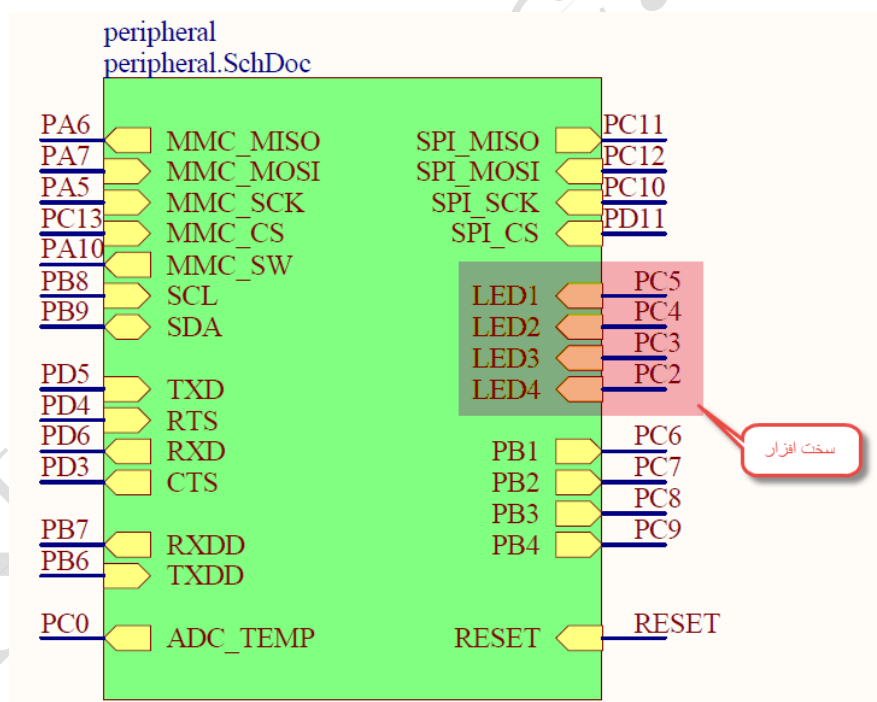 peripheral
peripheral.SchDoc
PA6 MMC_MISO SPI_MISO PC11
PA7 MMC_MOSI SPI_MOSI PC12
PA5 MMC_SCK SPI_SCK PC10
PC13 MMC_CS SPI_CS PD11
PA10 MMC_SW
PB8 SCL LED1 PC5
PB9 SDA LED2 PC4
LED3 PC3
PD5 TXD LED4 PC2
PD4 RTS
PD6 RXD PB1 PC6
PD3 CTS PB2 PC7
PB3 PC8
PB7 RXDD PB4 PC9
PB6 TXDD
PC0 ADC_TEMP RESET RESET
سخت افزار